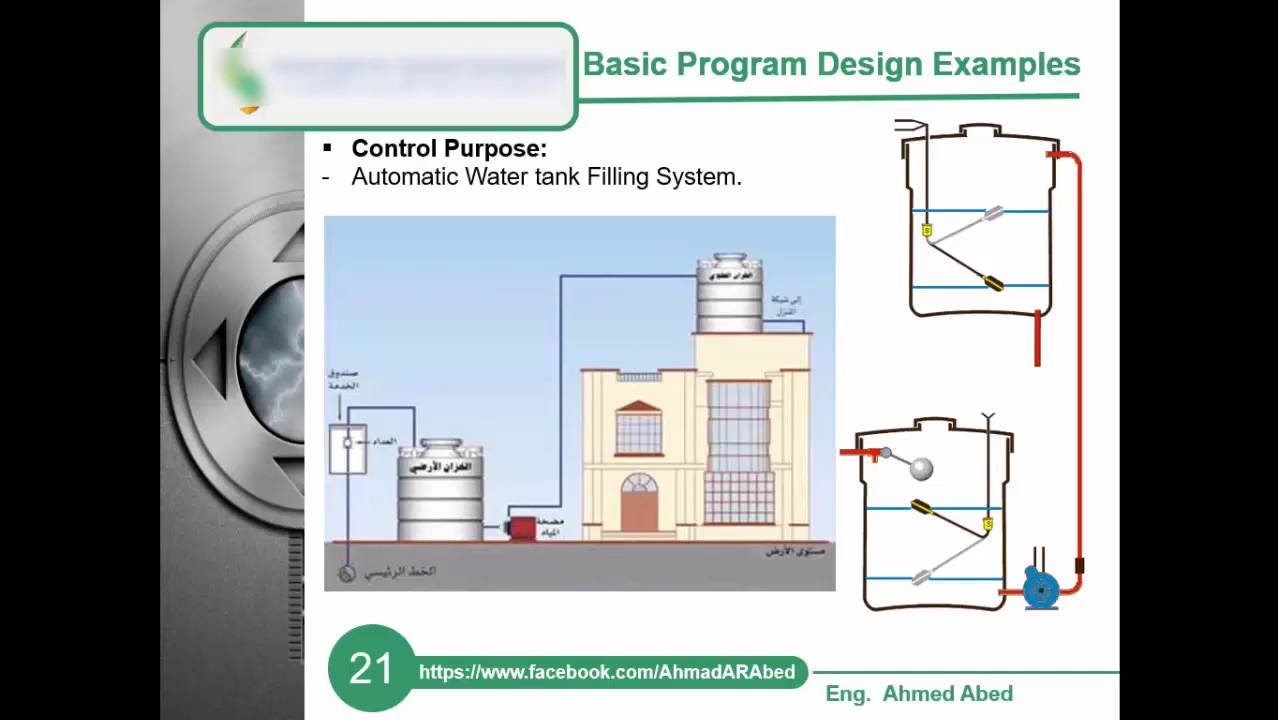 Basic Program Design Examples
▪ Control Purpose:
- Automatic Water tank Filling System.
الخزان العلوي
إلى شبكة
المنزل
صندوق
الخدمة
العداد
الخزان الأرضي
مضخة
المياه
مستوى الأرض
الخط الرئيسي
S
S
21
https://www.facebook.com/AhmadARAbed
Eng. Ahmed Abed